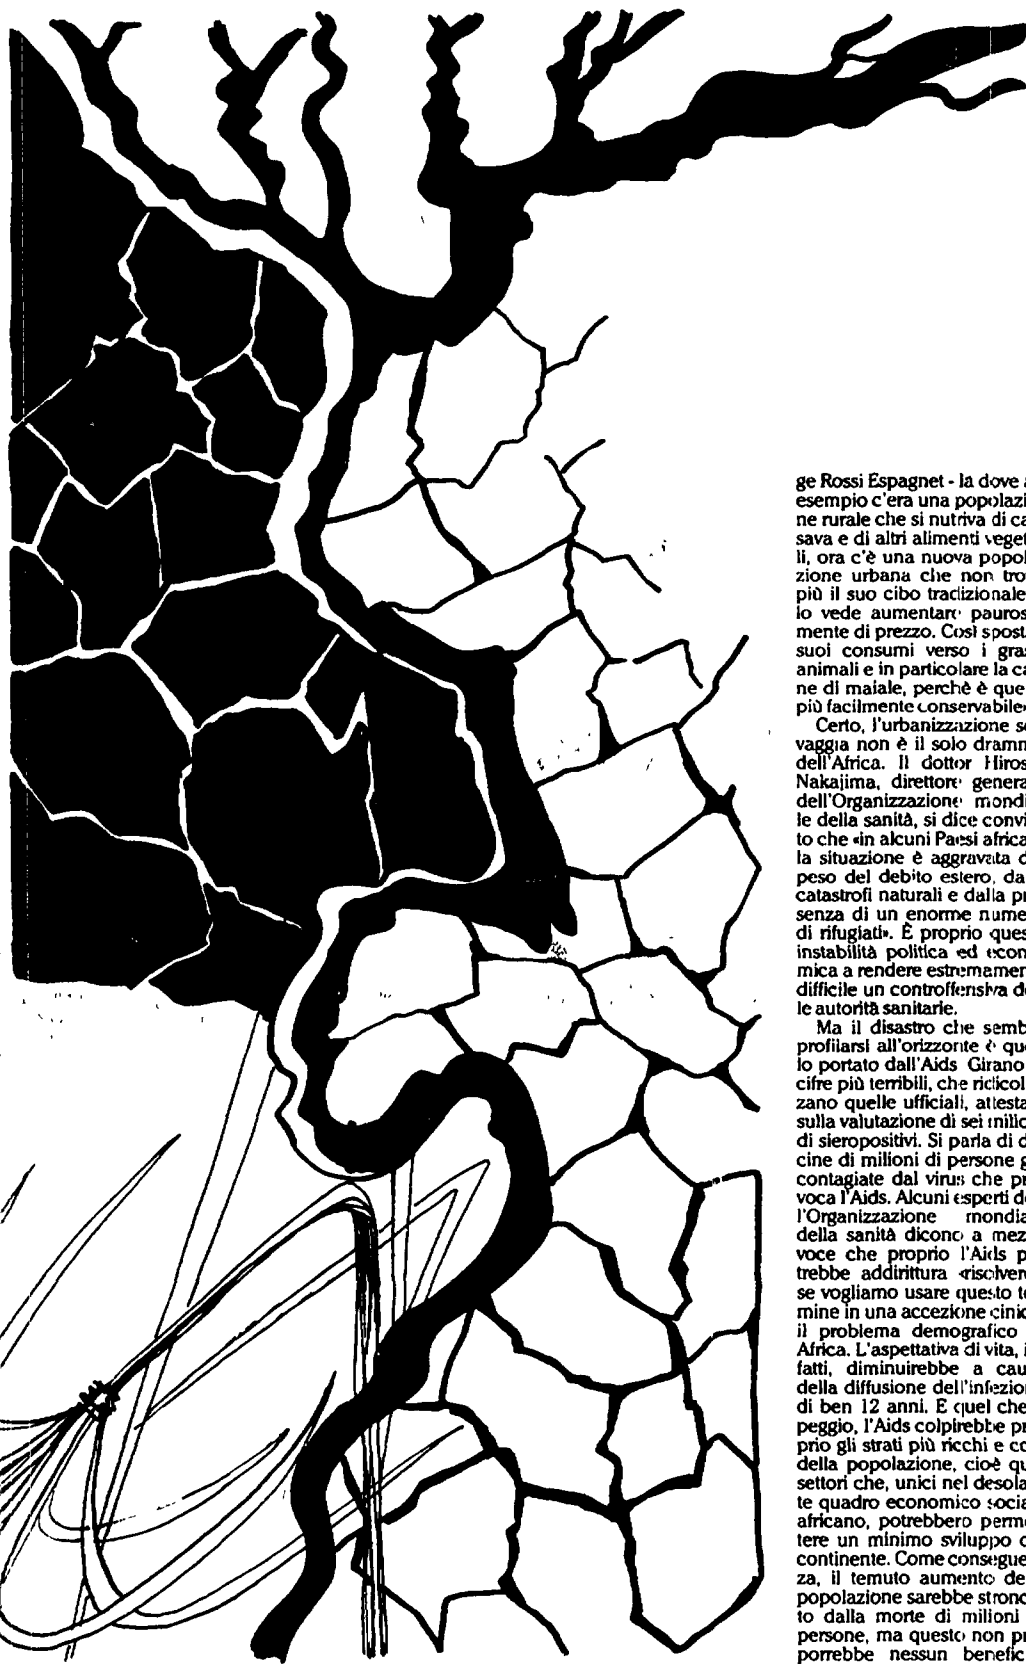 ge Rossi Espagnet - là dove a
esempio c'era una popolazi
ne rurale che si nutriva di ca
sava e di altri alimenti veget
li, ora c'è una nuova popol
zione urbana che non tro
più il suo cibo tradizionale
lo vede aumentare pauros
mente di prezzo. Così sposta
suoi consumi verso i gras
animali e in particolare la ca
ne di maiale, perchè è que
più facilmente conservabile»
Certo, l'urbanizzazione se
vaggia non è il solo dramm
dell'Africa. Il dottor Hiros
Nakajima, direttore genera
dell'Organizzazione mondi
le della sanità, si dice convi
to che «in alcuni Paesi africa
la situazione è aggravata d
peso del debito estero, da
catastrofi naturali e dalla pr
senza di un enorme nume
di rifugiati». È proprio ques
instabilità politica ed econ
mica a rendere estremamen
difficile un controffensiva de
le autorità sanitarie.
Ma il disastro che semb
profilarsi all'orizzonte è que
lo portato dall'Aids Girano
cifre più terribili, che ridicol
zano quelle ufficiali, attesta
sulla valutazione di sei milio
di sieropositivi. Si parla di d
cine di milioni di persone g
contagiate dal virus che pr
voca l'Aids. Alcuni esperti de
l'Organizzazione mondia
della sanità dicono a mez
voce che proprio l'Aids p
trebbe addirittura «risolvere
se vogliamo usare questo te
mine in una accezione cinic
il problema demografico
Africa. L'aspettativa di vita, i
fatti, diminuirebbe a cau
della diffusione dell'infezion
di ben 12 anni. E quel che
peggio, l'Aids colpirebbe pr
prio gli strati più ricchi e co
della popolazione, cioè qu
settori che, unici nel desola
te quadro economico socia
africano, potrebbero perme
tere un minimo sviluppo d
continente. Come consegue
za, il temuto aumento de
popolazione sarebbe stronc
to dalla morte di milioni
persone, ma questo non pr
porrebbe nessun benefic